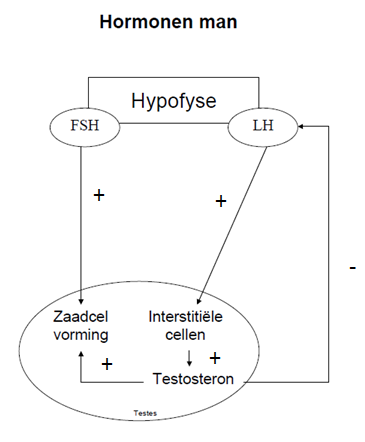 Hormonen man
Hypofyse
FSH
LH
+
+
-
Zaadcel
vorming
Interstitiële
cellen
+
+
Testosteron
Testes